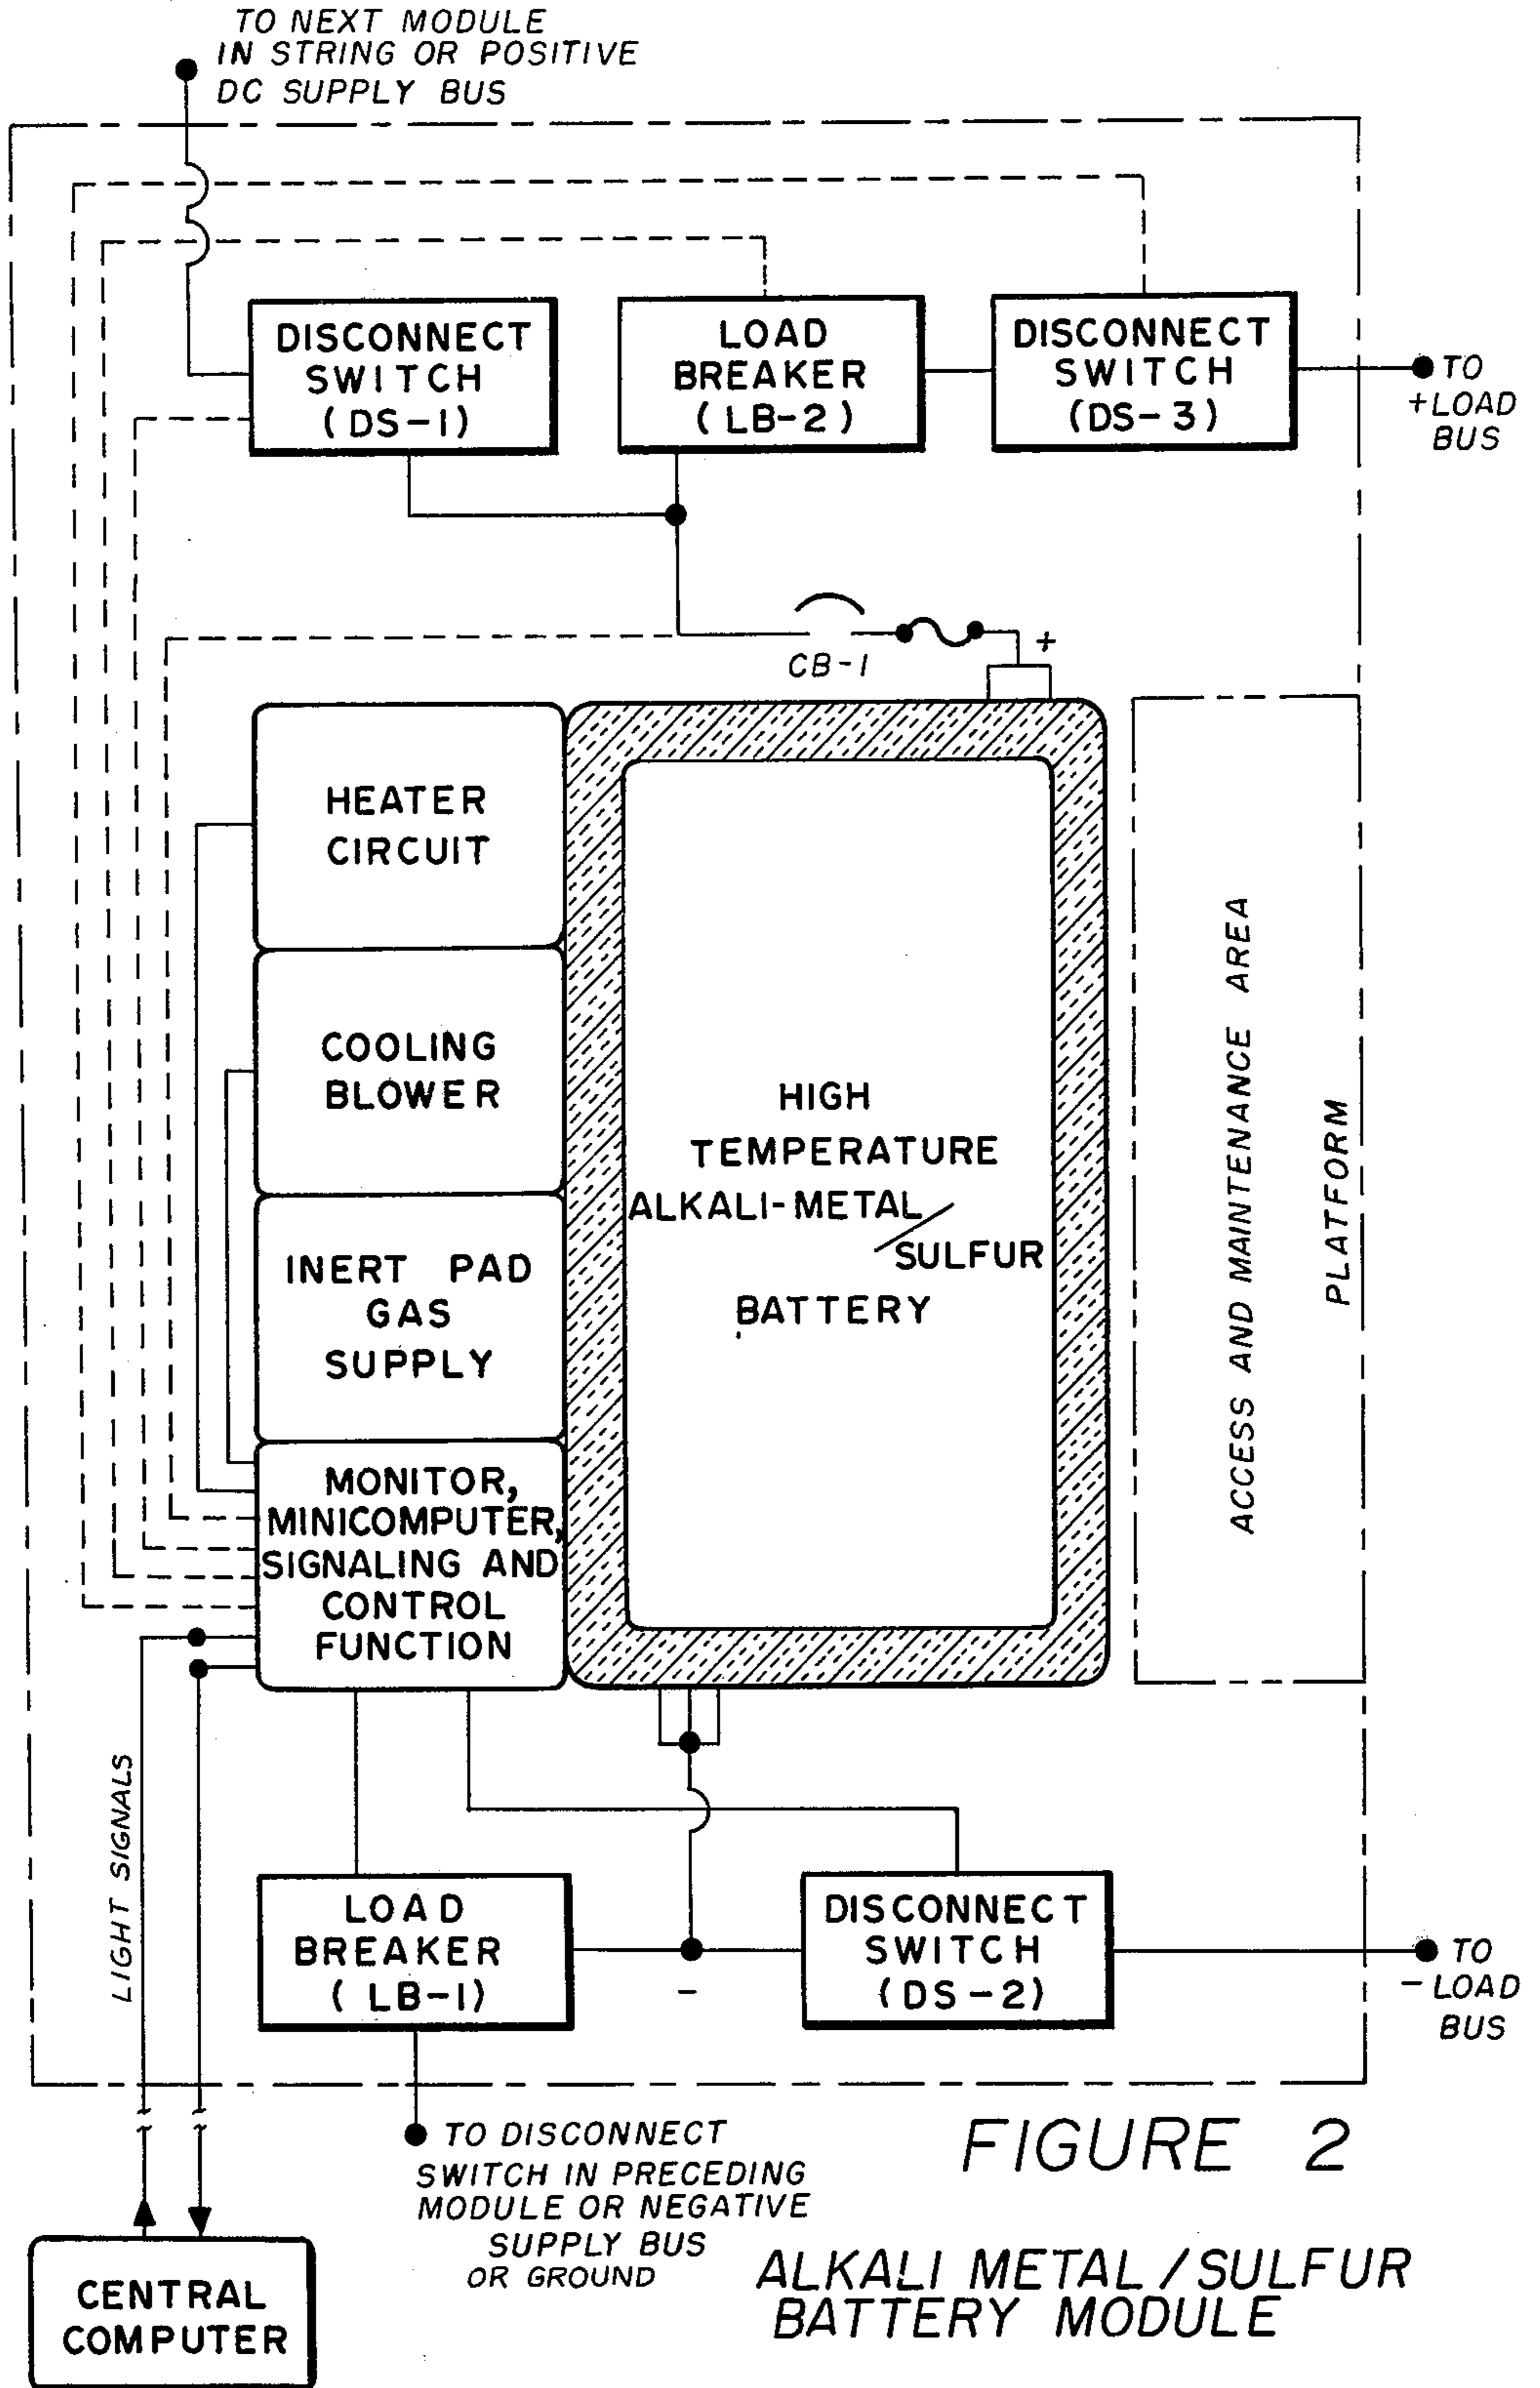 TO NEXT MODULE
IN STRING OR POSITIVE
DC SUPPLY BUS
DISCONNECT
SWITCH
(DS-1)
LOAD
BREAKER
(LB-2)
DISCONNECT
SWITCH
(DS-3)
TO
+LOAD
BUS
CB-1
+
HEATER
CIRCUIT
COOLING
BLOWER
INERT PAD
GAS
SUPPLY
MONITOR,
MINICOMPUTER,
SIGNALING AND
CONTROL
FUNCTION
HIGH
TEMPERATURE
ALKALI-METAL/
SULFUR
BATTERY
ACCESS AND MAINTENANCE AREA
PLATFORM
LIGHT SIGNALS
LOAD
BREAKER
(LB-1)
-
DISCONNECT
SWITCH
(DS-2)
TO
-LOAD
BUS
TO DISCONNECT
SWITCH IN PRECEDING
MODULE OR NEGATIVE
SUPPLY BUS
OR GROUND
CENTRAL
COMPUTER
FIGURE 2
ALKALI METAL/SULFUR
BATTERY MODULE